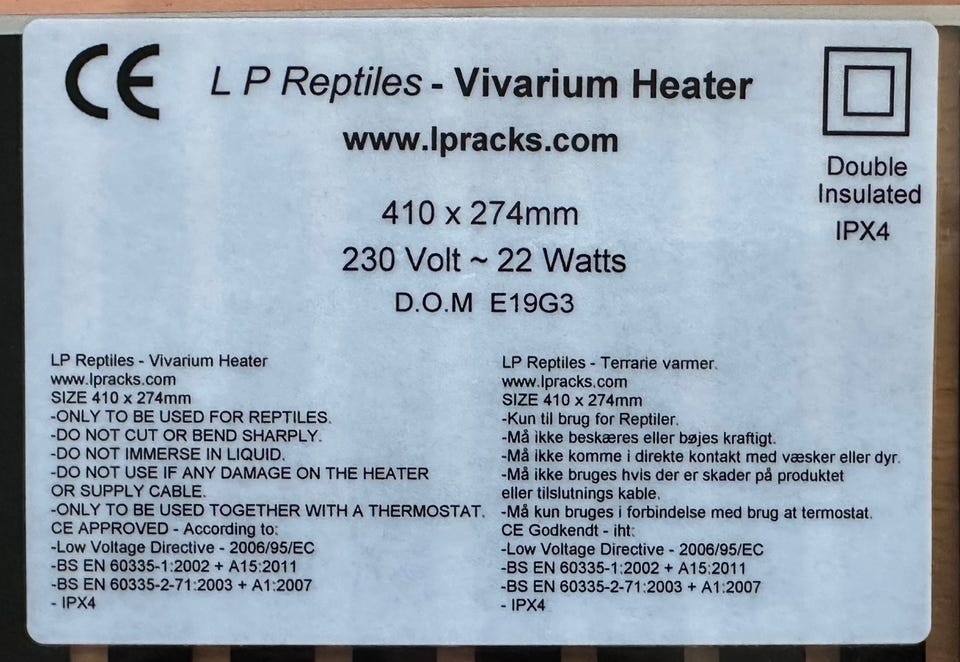 CE
L P Reptiles - Vivarium Heater
www.lpracks.com
Double
Insulated
IPX4
410 x 274mm
230 Volt ~ 22 Watts
D.O.M E19G3
LP Reptiles - Vivarium Heater
www.lpracks.com
SIZE 410 x 274mm
-ONLY TO BE USED FOR REPTILES.
-DO NOT CUT OR BEND SHARPLY.
-DO NOT IMMERSE IN LIQUID.
-DO NOT USE IF ANY DAMAGE ON THE HEATER
OR SUPPLY CABLE.
-ONLY TO BE USED TOGETHER WITH A THERMOSTAT.
CE APPROVED - According to:
-Low Voltage Directive - 2006/95/EC
-BS EN 60335-1:2002 + A15:2011
-BS EN 60335-2-71:2003 + A1:2007
- IPX4
LP Reptiles - Terrarie varmer.
www.lpracks.com
SIZE 410 x 274mm
-Kun til brug for Reptiler.
-Må ikke beskæres eller bøjes kraftigt.
-Må ikke komme i direkte kontakt med væsker eller dyr.
-Må ikke bruges hvis der er skader på produktet
eller tilslutnings kable.
-Må kun bruges i forbindelse med brug at termostat.
CE Godkendt - iht:
-Low Voltage Directive - 2006/95/EC
-BS EN 60335-1:2002 + A15:2011
-BS EN 60335-2-71:2003 + A1:2007
- IPX4